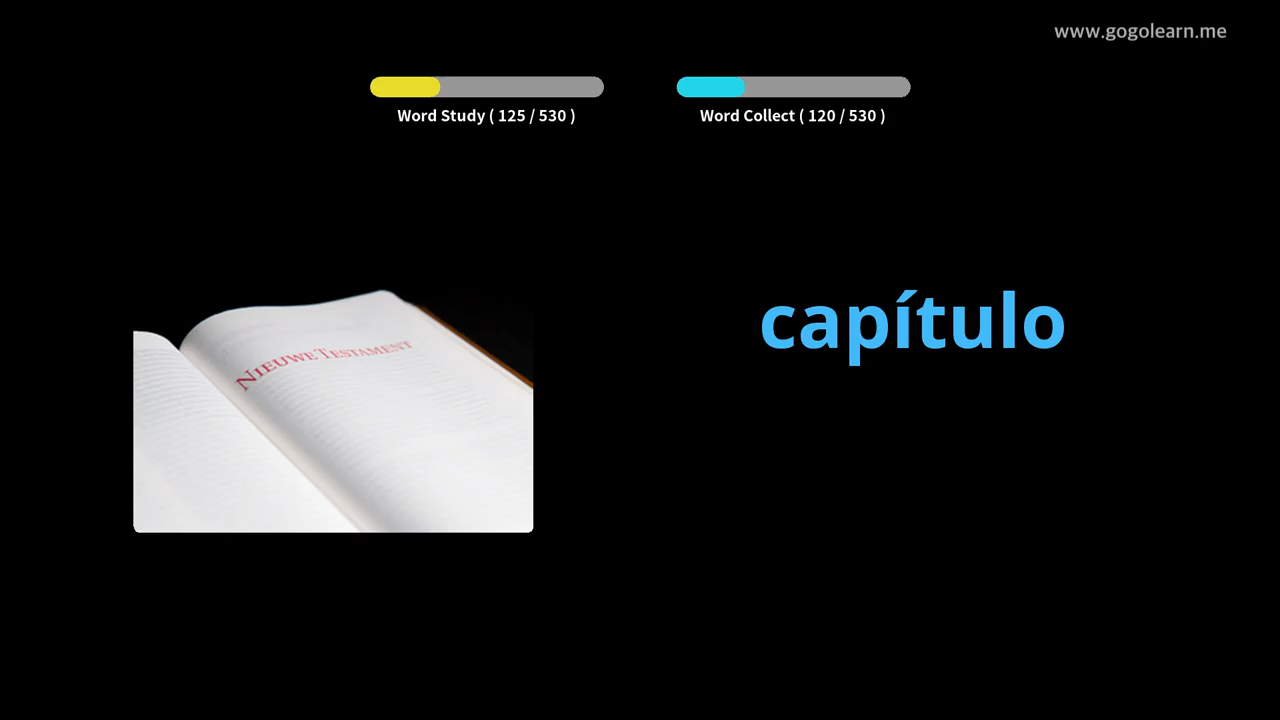 www.gogolearn.me
Word Study ( 125 / 530 )
Word Collect ( 120 / 530 )
NIEUWE TESTAMENT
capítulo